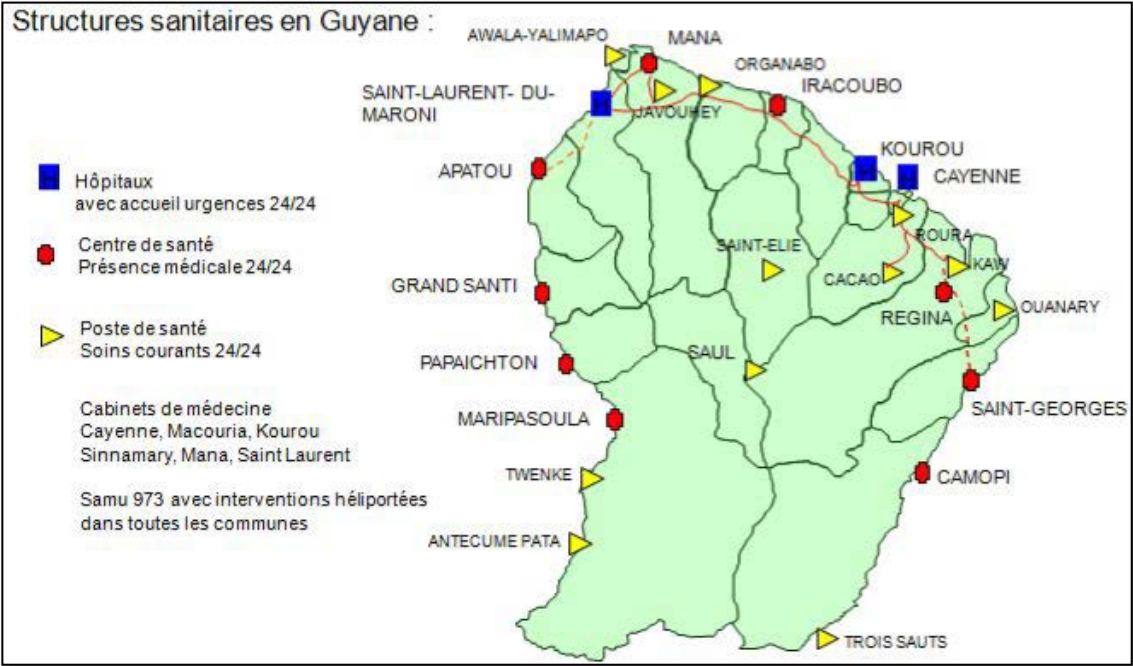 Structures sanitaires en Guyane :
AWALA-YALIMAPO
MANA
ORGANABO
IRACOUBO
SAINT-LAURENT- DU-
MARONI
JAVOUHEY
KOUROU
CAYENNE
APATOU
H
H
H
H
Hôpitaux
avec accueil urgences 24/24
Centre de santé
Présence médicale 24/24
ROURA
SAINT-ELIE
CACAO
KAW
GRAND SANTI
REGINA
OUANARY
Poste de santé
Soins courants 24/24
SAUL
PAPAICHTON
SAINT-GEORGES
MARIPASOULA
Cabinets de médecine
Cayenne, Macouria, Kourou
Sinnamary, Mana, Saint Laurent
TWENKE
CAMOPI
Samu 973 avec interventions héliportées
dans toutes les communes
ANTECUME PATA
TROIS SAUTS